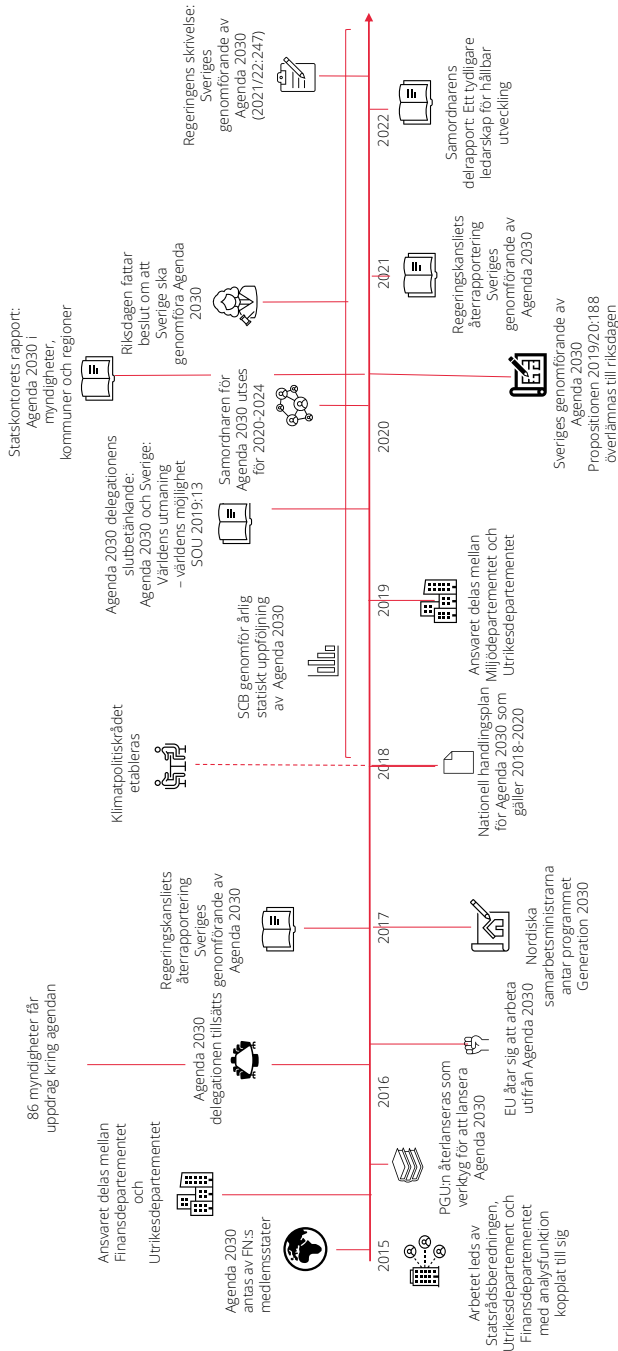 Agenda 2030
antas av FN:s
medlemsstater
Ansvaret delas mellan
Finansdepartementet
och
Utrikesdepartementet
86 myndigheter får
uppdrag kring agendan
Agenda 2030
delegationen tillsätts
Regeringskansliets
återrapportering
Sveriges
genomförande av
Agenda 2030
Klimatpolitiskrådet
etableras
SCB genomför årlig
statiskt uppföljning
av Agenda 2030
Agenda 2030 delegationens
slutbetänkande:
Agenda 2030 och Sverige:
Världens utmaning
– världens möjlighet
SOU 2019:13
Samordnaren för
Agenda 2030 utses
för 2020-2024
Statskontorets rapport:
Agenda 2030 i
myndigheter,
kommuner och regioner
Riksdagen fattar
beslut om att
Sverige ska
genomföra Agenda
2030
Regeringens skrivelse:
Sveriges
genomförande av
Agenda 2030
(2021/22:247)
2015
2016
2017
2018
2019
2020
2021
2022
Arbetet leds av
Statsrådsberedningen,
Utrikesdepartement och
Finansdepartementet
med analysfunktion
kopplat till sig
PGU:n återlanseras som
verktyg för att lansera
Agenda 2030
EU åtar sig att arbeta
utifrån Agenda 2030
Nordiska
samarbetsministrarna
antar programmet
Generation 2030
Nationell handlingsplan
för Agenda 2030 som
gäller 2018-2020
Ansvaret delas mellan
Miljödepartementet och
Utrikesdepartementet
Sveriges genomförande av
Agenda 2030
Propositionen 2019/20:188
överlämnas till riksdagen
Regeringskansliets
återrapportering
Sveriges
genomförande av
Agenda 2030
Samordnarens
delrapport: Ett tydligare
ledarskap för hållbar
utveckling